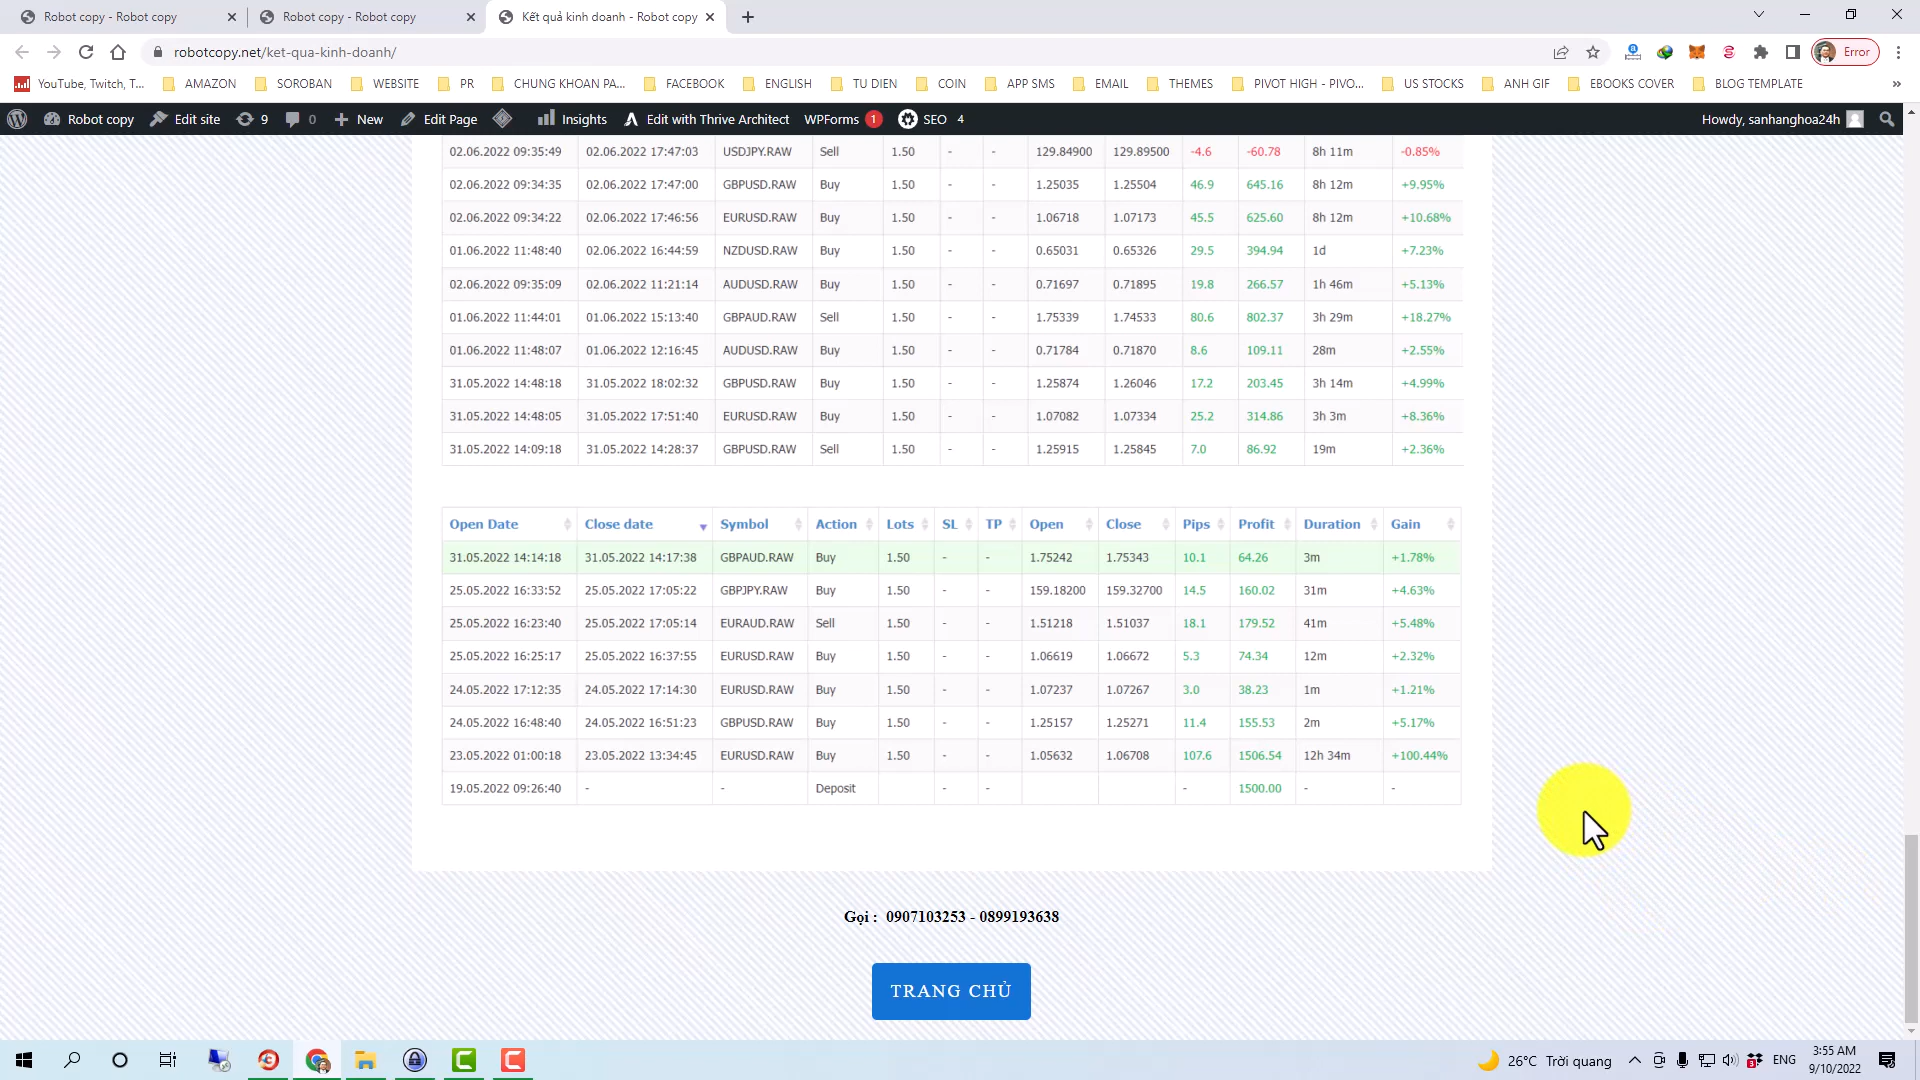 Robot copy - Robot copy
Robot copy - Robot copy
Kết quả kinh doanh - Robot copy
robotcopy.net/ket-qua-kinh-doanh/
Error
YouTube, Twitch, T... AMAZON SOROBAN WEBSITE PR CHUNG KHOAN PA... FACEBOOK ENGLISH TU DIEN COIN APP SMS EMAIL THEMES PIVOT HIGH - PIVO... US STOCKS ANH GIF EBOOKS COVER BLOG TEMPLATE »
Robot copy Edit site 9 0 New Edit Page Insights Edit with Thrive Architect WPForms 1 SEO 4 Howdy, sanhanghoa24h
02.06.2022 09:35:49 02.06.2022 17:47:03 USDJPY.RAW Sell 1.50 - - 129.84900 129.89500 -4.6 -60.78 8h 11m -0.85%
02.06.2022 09:34:35 02.06.2022 17:47:00 GBPUSD.RAW Buy 1.50 - - 1.25035 1.25504 46.9 645.16 8h 12m +9.95%
02.06.2022 09:34:22 02.06.2022 17:46:56 EURUSD.RAW Buy 1.50 - - 1.06718 1.07173 45.5 625.60 8h 12m +10.68%
01.06.2022 11:48:40 02.06.2022 16:44:59 NZDUSD.RAW Buy 1.50 - - 0.65031 0.65326 29.5 394.94 1d +7.23%
02.06.2022 09:35:09 02.06.2022 11:21:14 AUDUSD.RAW Buy 1.50 - - 0.71697 0.71895 19.8 266.57 1h 46m +5.13%
01.06.2022 11:44:01 01.06.2022 15:13:40 GBPAUD.RAW Sell 1.50 - - 1.75339 1.74533 80.6 802.37 3h 29m +18.27%
01.06.2022 11:48:07 01.06.2022 12:16:45 AUDUSD.RAW Buy 1.50 - - 0.71784 0.71870 8.6 109.11 28m +2.55%
31.05.2022 14:48:18 31.05.2022 18:02:32 GBPUSD.RAW Buy 1.50 - - 1.25874 1.26046 17.2 203.45 3h 14m +4.99%
31.05.2022 14:48:05 31.05.2022 17:51:40 EURUSD.RAW Buy 1.50 - - 1.07082 1.07334 25.2 314.86 3h 3m +8.36%
31.05.2022 14:09:18 31.05.2022 14:28:37 GBPUSD.RAW Sell 1.50 - - 1.25915 1.25845 7.0 86.92 19m +2.36%
Open Date Close date Symbol Action Lots SL TP Open Close Pips Profit Duration Gain
31.05.2022 14:14:18 31.05.2022 14:17:38 GBPAUD.RAW Buy 1.50 - - 1.75242 1.75343 10.1 64.26 3m +1.78%
25.05.2022 16:33:52 25.05.2022 17:05:22 GBPJPY.RAW Buy 1.50 - - 159.18200 159.32700 14.5 160.02 31m +4.63%
25.05.2022 16:23:40 25.05.2022 17:05:14 EURAUD.RAW Sell 1.50 - - 1.51218 1.51037 18.1 179.52 41m +5.48%
25.05.2022 16:25:17 25.05.2022 16:37:55 EURUSD.RAW Buy 1.50 - - 1.06619 1.06672 5.3 74.34 12m +2.32%
24.05.2022 17:12:35 24.05.2022 17:14:30 EURUSD.RAW Buy 1.50 - - 1.07237 1.07267 3.0 38.23 1m +1.21%
24.05.2022 16:48:40 24.05.2022 16:51:23 GBPUSD.RAW Buy 1.50 - - 1.25157 1.25271 11.4 155.53 2m +5.17%
23.05.2022 01:00:18 23.05.2022 13:34:45 EURUSD.RAW Buy 1.50 - - 1.05632 1.06708 107.6 1506.54 12h 34m +100.44%
19.05.2022 09:26:40 - - Deposit - - - 1500.00 - -
Gọi : 0907103253 - 0899193638
TRANG CHỦ
26°C Trời quang ENG 3:55 AM
9/10/2022